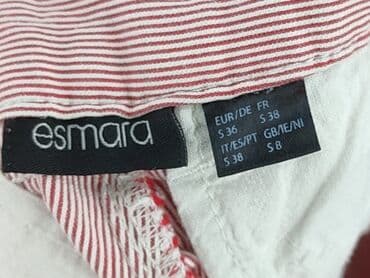 esmara
EUR/DE FR
S 36 S 38
IT/ES/PT GB/IE/NI
S 38 S 8